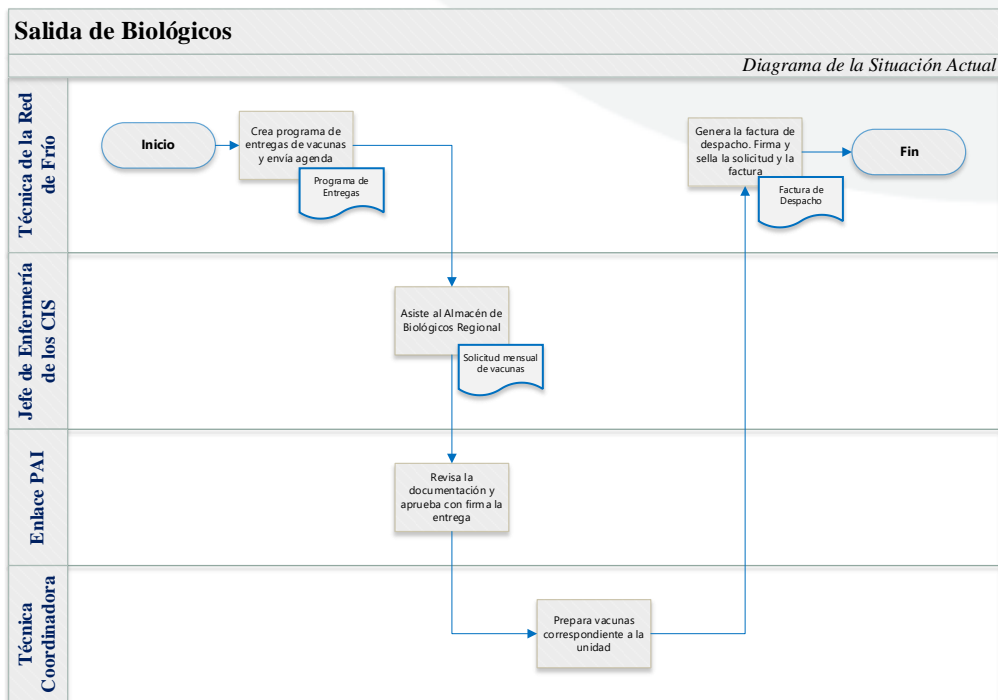 Salida de Biológicos
Diagrama de la Situación Actual
Técnica de la Red
de Frío
Inicio
Crea programa de
entregas de vacunas
y envía agenda
Programa de
Entregas
Genera la factura de
despacho. Firma y
sella la solicitud y la
factura
Factura de
Despacho
Fin
Jefe de Enfermería
de los CIS
Asiste al Almacén de
Biológicos Regional
Solicitud mensual
de vacunas
Enlace PAI
Revisa la
documentación y
aprueba con firma la
entrega
Técnica
Coordinadora
Prepara vacunas
correspondiente a la
unidad